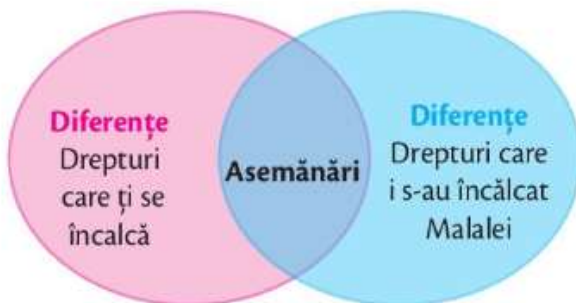 Diferențe
Drepturi
care ți se
încalcă
Asemănări
Diferențe
Drepturi care
i s-au încălcat
Malalei